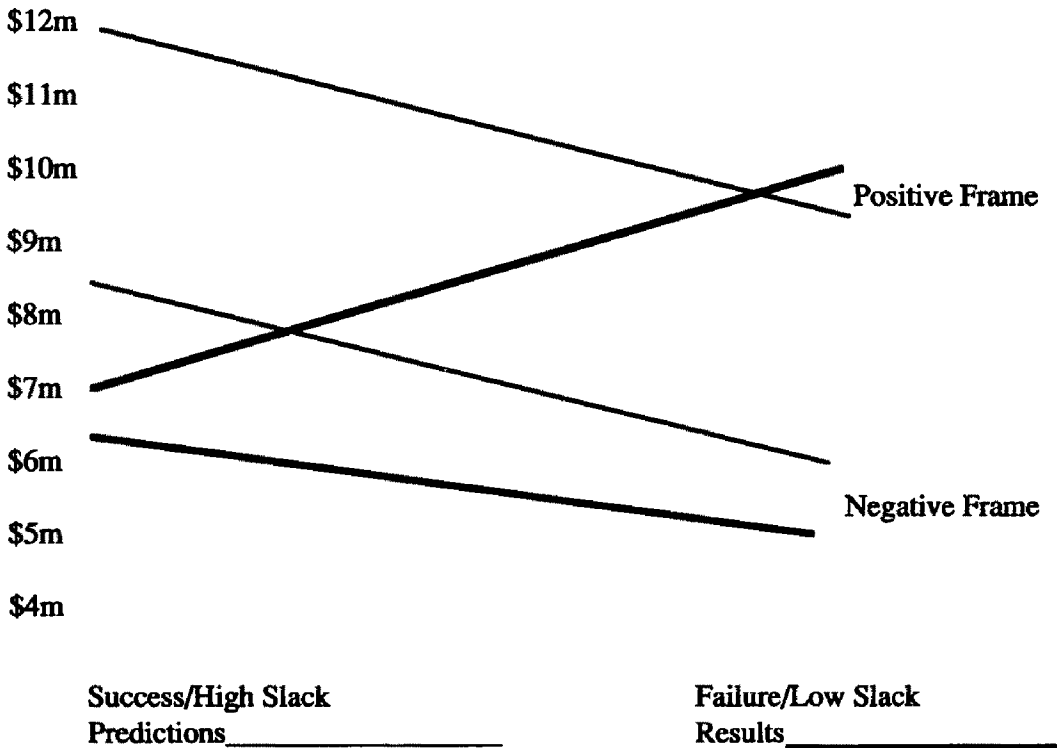 $12m
$11m
$10m
Positive Frame
$9m
$8m
$7m
$6m
Negative Frame
$5m
$4m
Success/High Slack Failure/Low Slack
Predictions Results